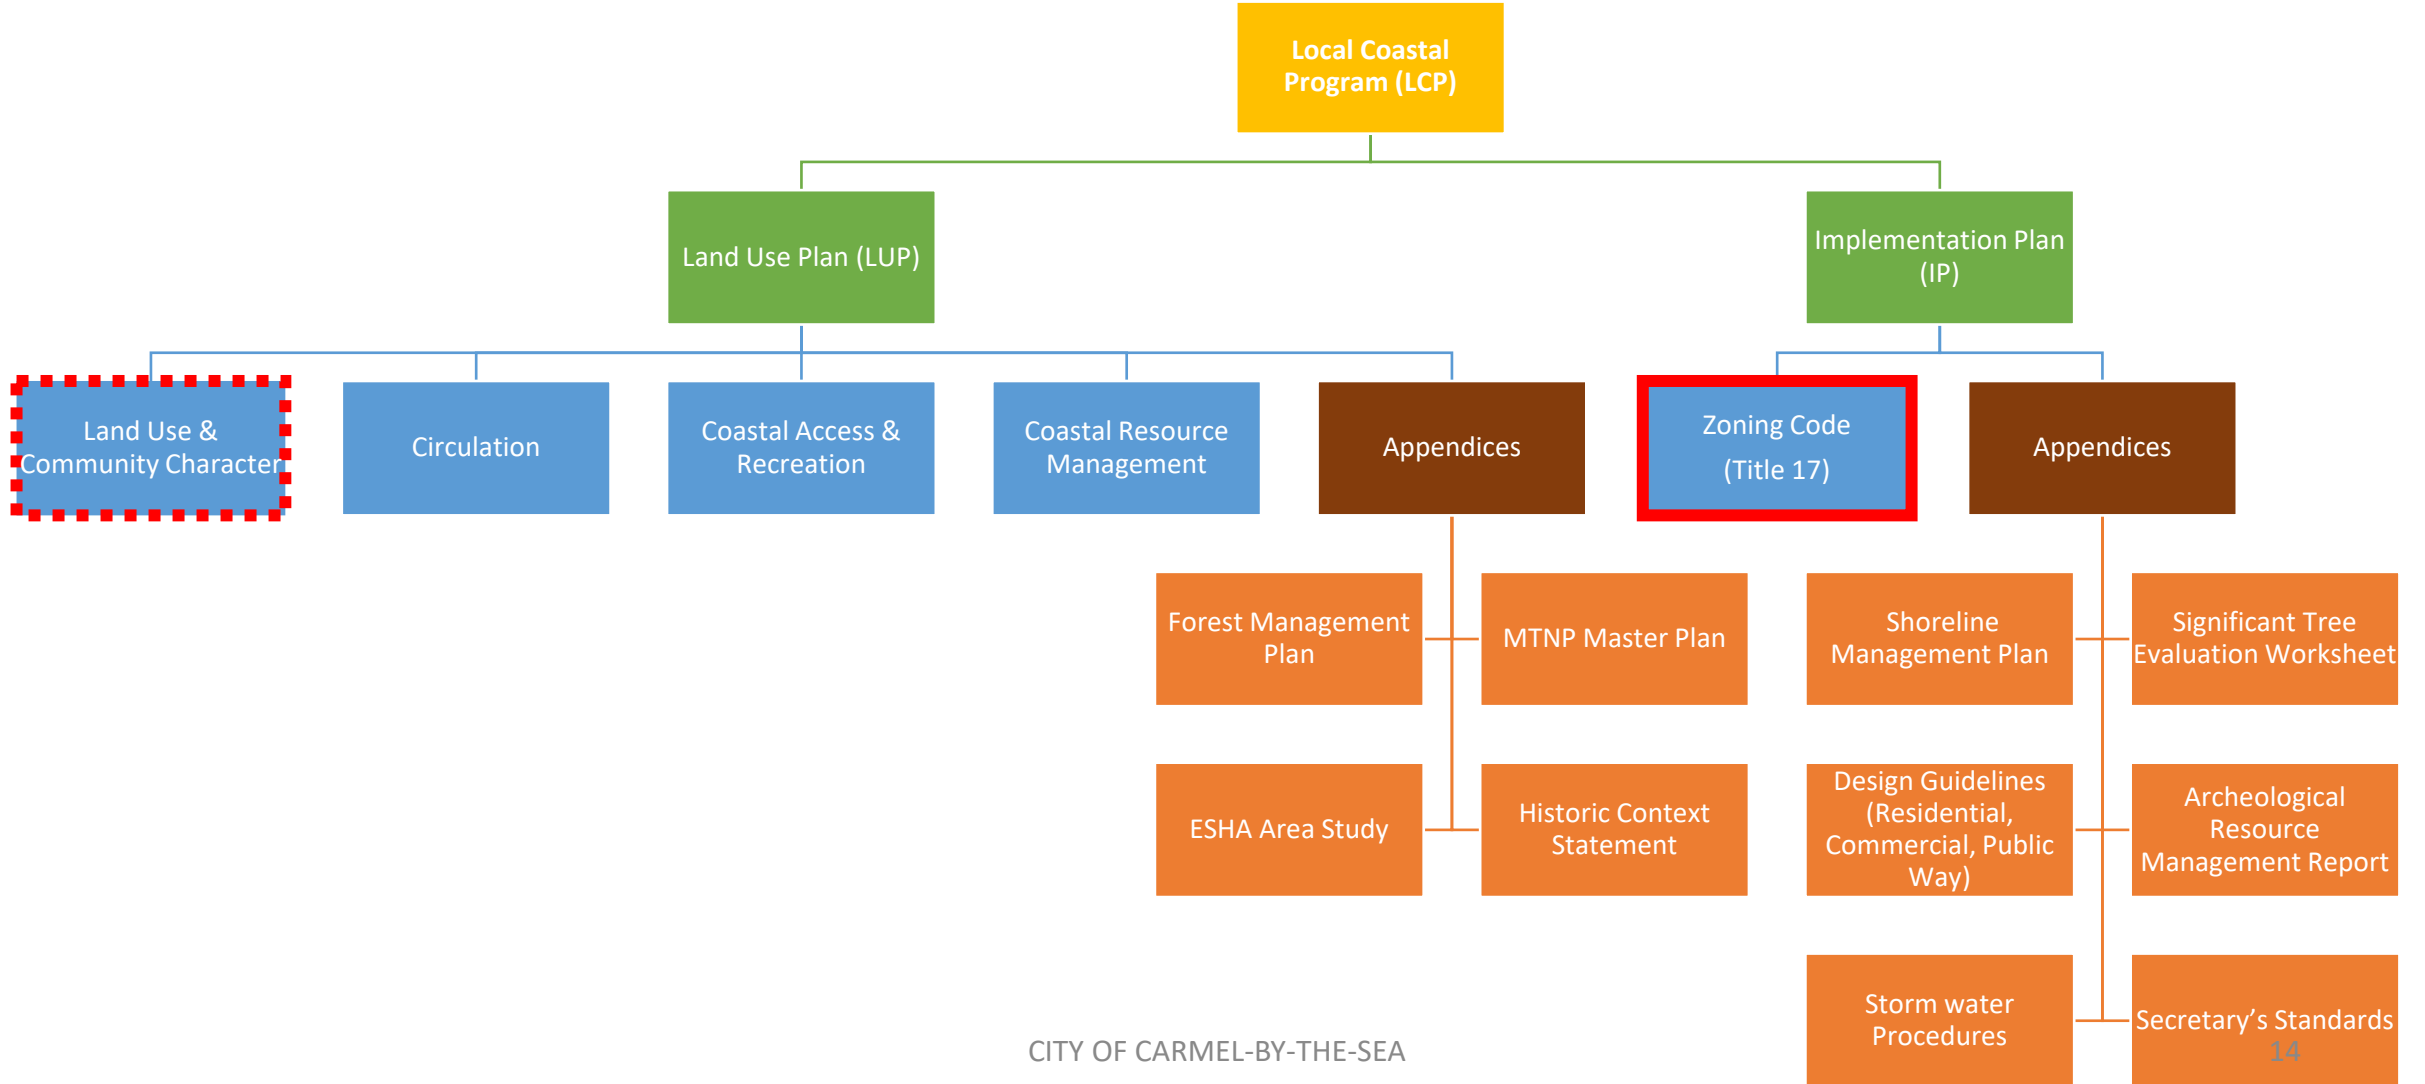 Local Coastal
Program (LCP)
Land Use Plan (LUP)
Implementation Plan
(IP)
Land Use &
Community Character
Circulation
Coastal Access &
Recreation
Coastal Resource
Management
Appendices
Zoning Code
(Title 17)
Appendices
Forest Management
Plan
MTNP Master Plan
Shoreline
Management Plan
Significant Tree
Evaluation Worksheet
ESHA Area Study
Historic Context
Statement
Design Guidelines
(Residential,
Commercial, Public
Way)
Archeological
Resource
Management Report
Storm water
Procedures
Secretary’s Standards
CITY OF CARMEL-BY-THE-SEA
14